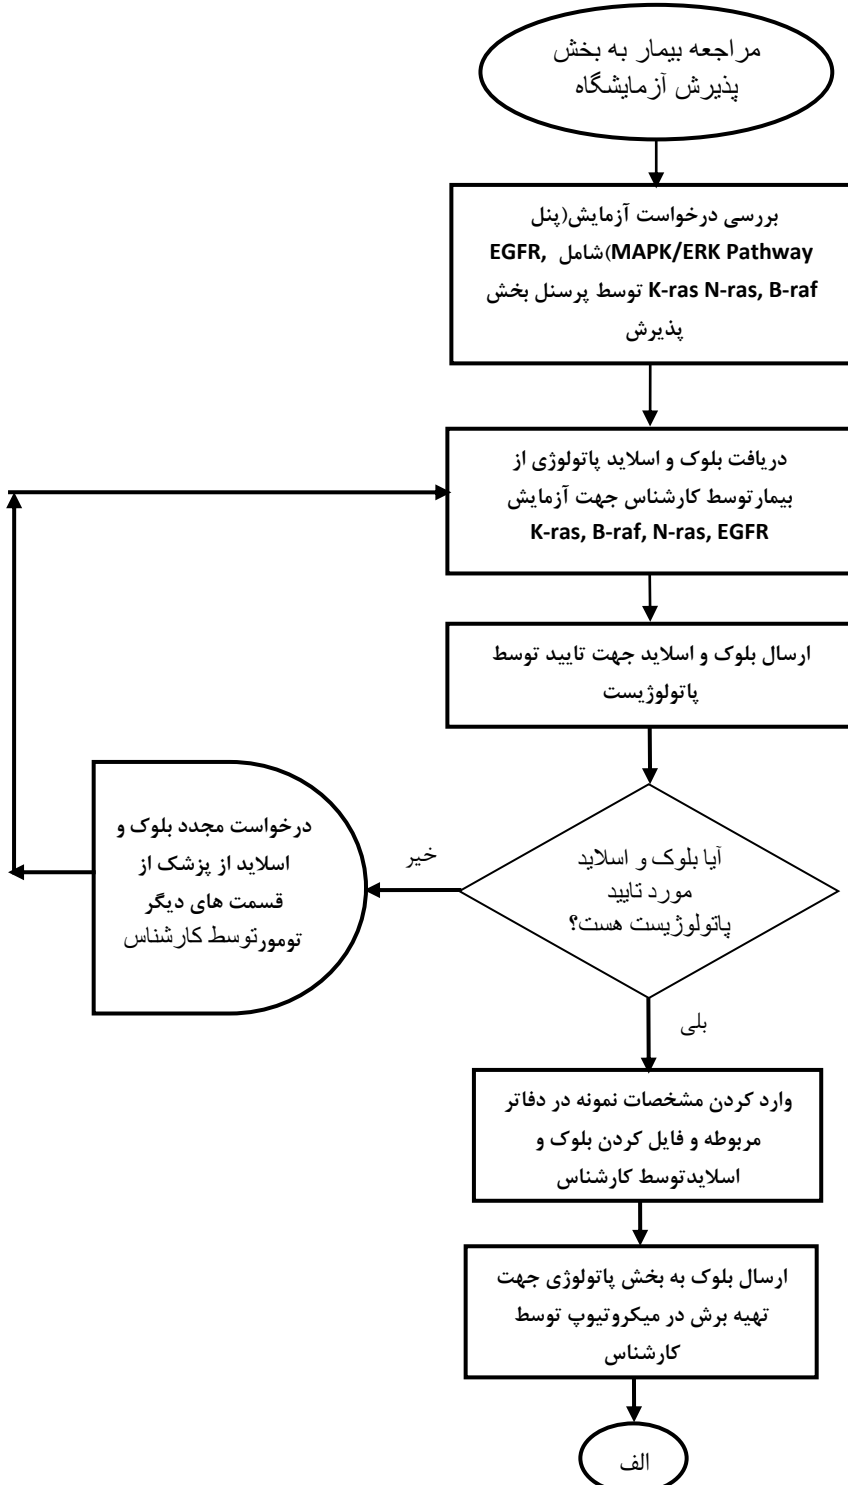 مراجعه بیمار به بخش
پذیرش آزمایشگاه
بررسی درخواست آزمایش(پنل
MAPK/ERK Pathway)شامل EGFR,
K-ras N-ras, B-raf توسط پرسنل بخش
پذیرش
دریافت بلوک و اسلاید پاتولوژی از
بیمارتوسط کارشناس جهت آزمایش
K-ras, B-raf, N-ras, EGFR
ارسال بلوک و اسلاید جهت تایید توسط
پاتولوژیست
آیا بلوک و اسلاید
مورد تایید
پاتولوژیست هست؟
خیر
درخواست مجدد بلوک و
اسلاید از پزشک از
قسمت های دیگر
تومورتوسط کارشناس
بلی
وارد کردن مشخصات نمونه در دفاتر
مربوطه و فایل کردن بلوک و
اسلایدتوسط کارشناس
ارسال بلوک به بخش پاتولوژی جهت
تهیه برش در میکروتیوپ توسط
کارشناس
الف